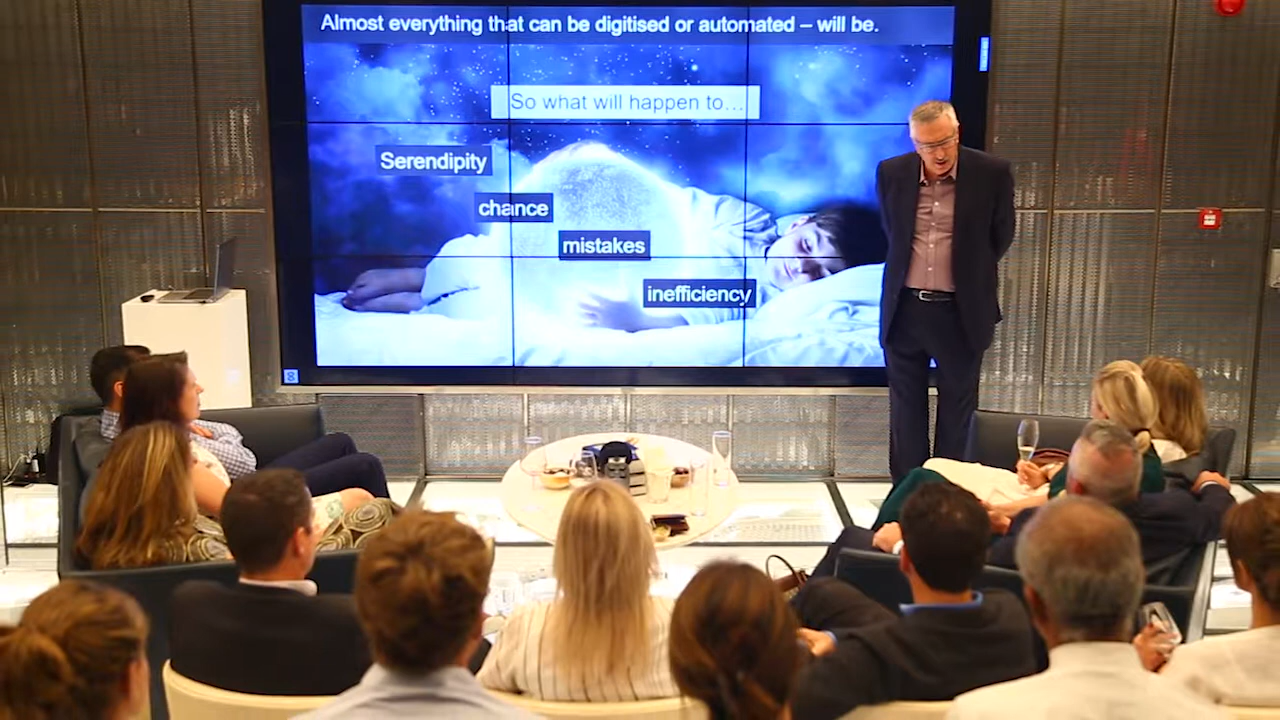 Almost everything that can be digitised or automated – will be.
So what will happen to...
Serendipity
chance
mistakes
inefficiency